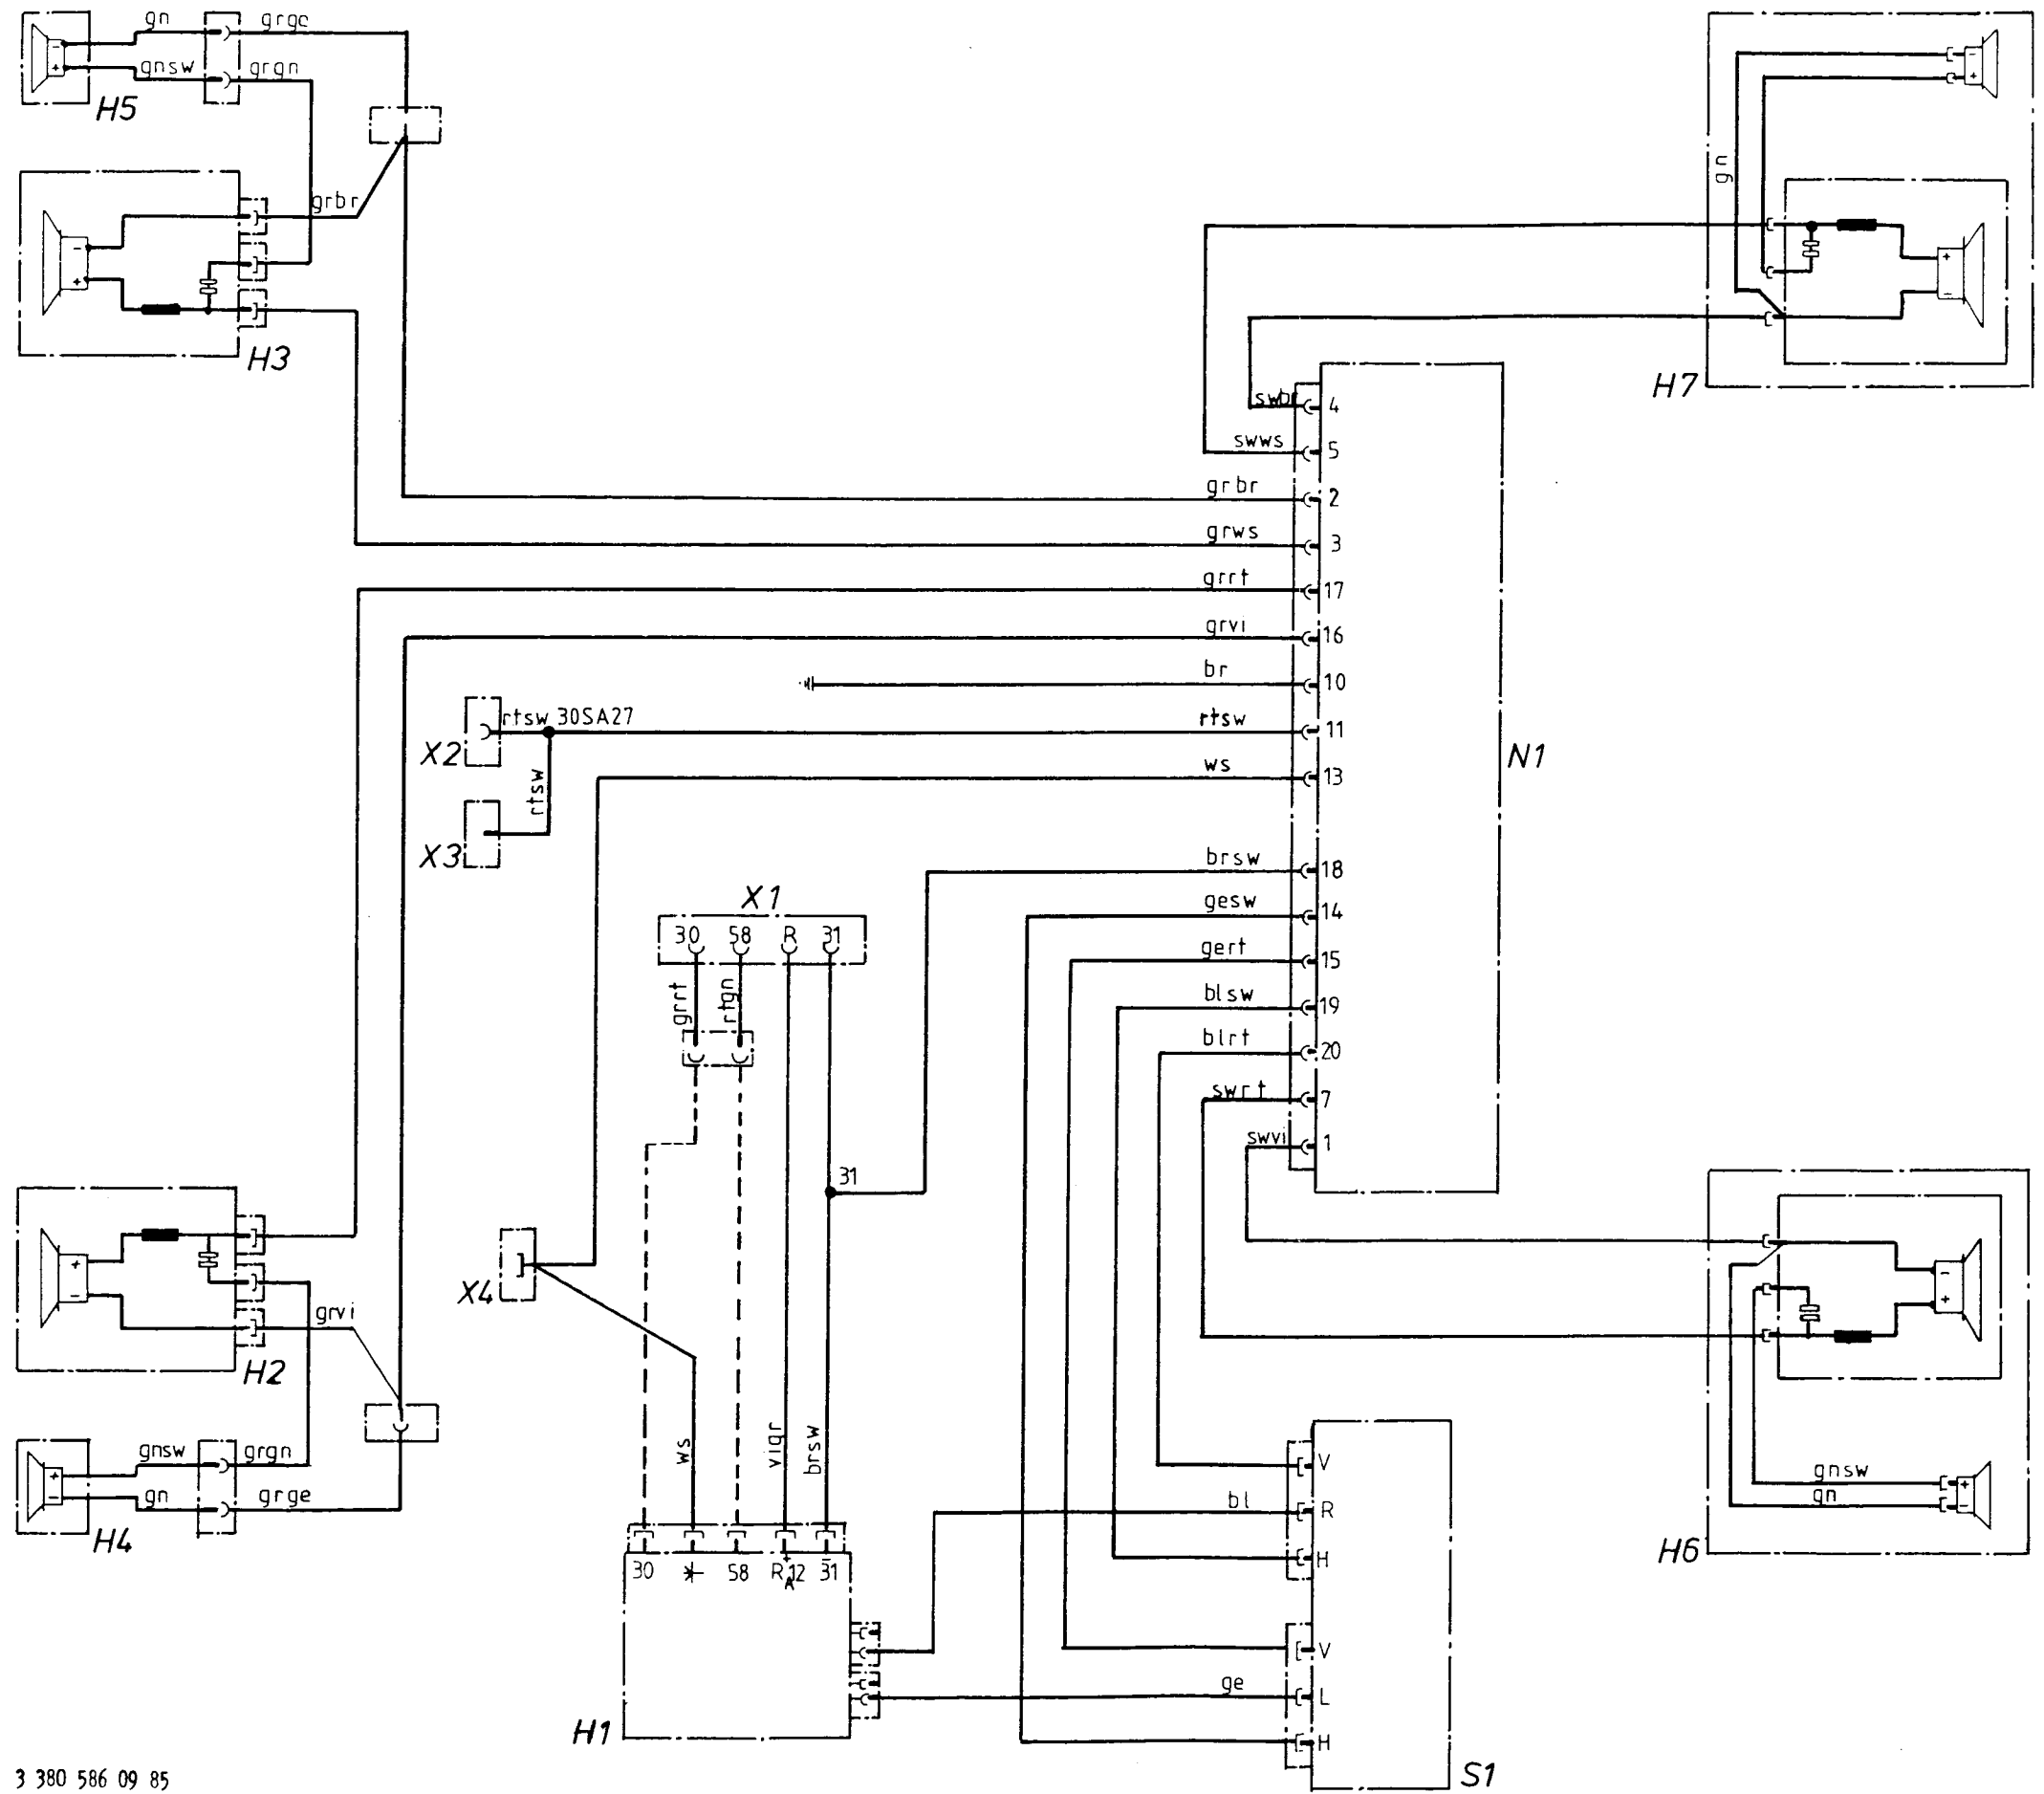 gn
grge
gnsw
grgn
H5
grbr
H3
gn
H7
swbr
4
swws
5
grbr
2
grws
3
grrt
17
grvi
16
br
10
rtsw 30SA27
rtsw
11
X2
N1
ws
13
rtsw
X3
brsw
18
X1
gesw
14
30 58 R 31
gert
15
grrt
rtgn
blsw
19
blrt
20
swrt
7
swvi
1
31
X4
grvi
H2
gnsw
grgn
gn
grge
H4
ws
vigr
brsw
V
bl
R
H
gnsw
gn
H6
30 58 R 12 31
+
A
-
V
ge
L
H
H1
S1
3 380 586 09 85